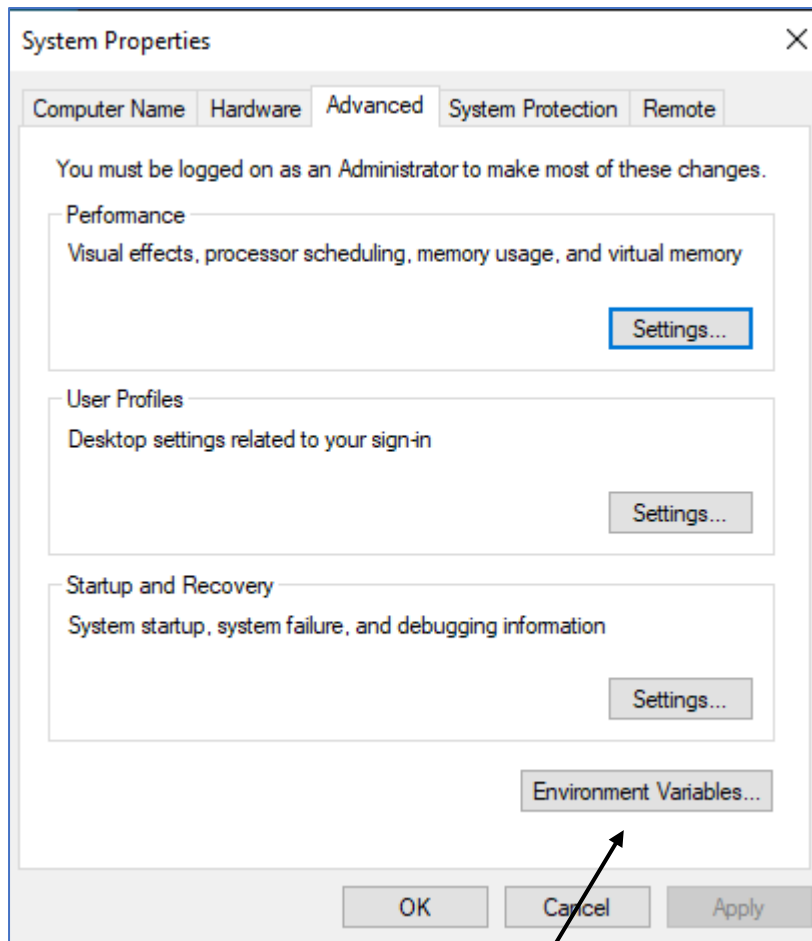 System Properties
Computer Name Hardware Advanced System Protection Remote
You must be logged on as an Administrator to make most of these changes.
Performance
Visual effects, processor scheduling, memory usage, and virtual memory
Settings...
User Profiles
Desktop settings related to your sign-in
Settings...
Startup and Recovery
System startup, system failure, and debugging information
Settings...
Environment Variables...
OK Cancel Apply